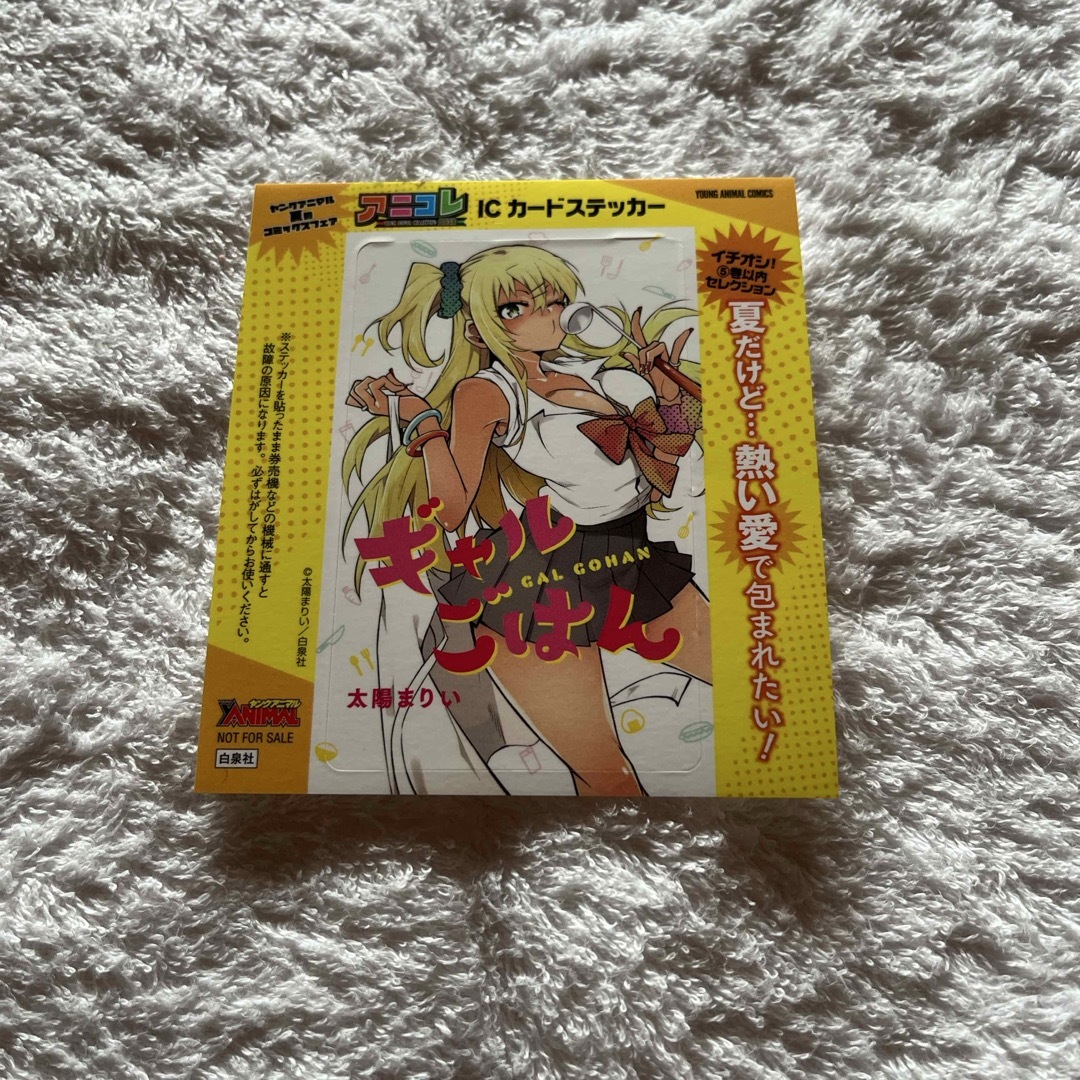 ヤングアニマル
夏の
コミックスフェア
アニコレ
ICカードステッカー
YOUNG ANIMAL COMICS
イチオシ!
⑤巻以内
セレクション
夏だけど…熱い愛で包まれたい!
※ステッカーを貼ったまま券売機などの機械に通すと
故障の原因になります。必ずはがしてからお使いください。
©太陽まりい/白泉社
ギャル
GAL GOHAN
ごはん
太陽まりい
ヤングアニマル
YANIMAL
NOT FOR SALE
白泉社